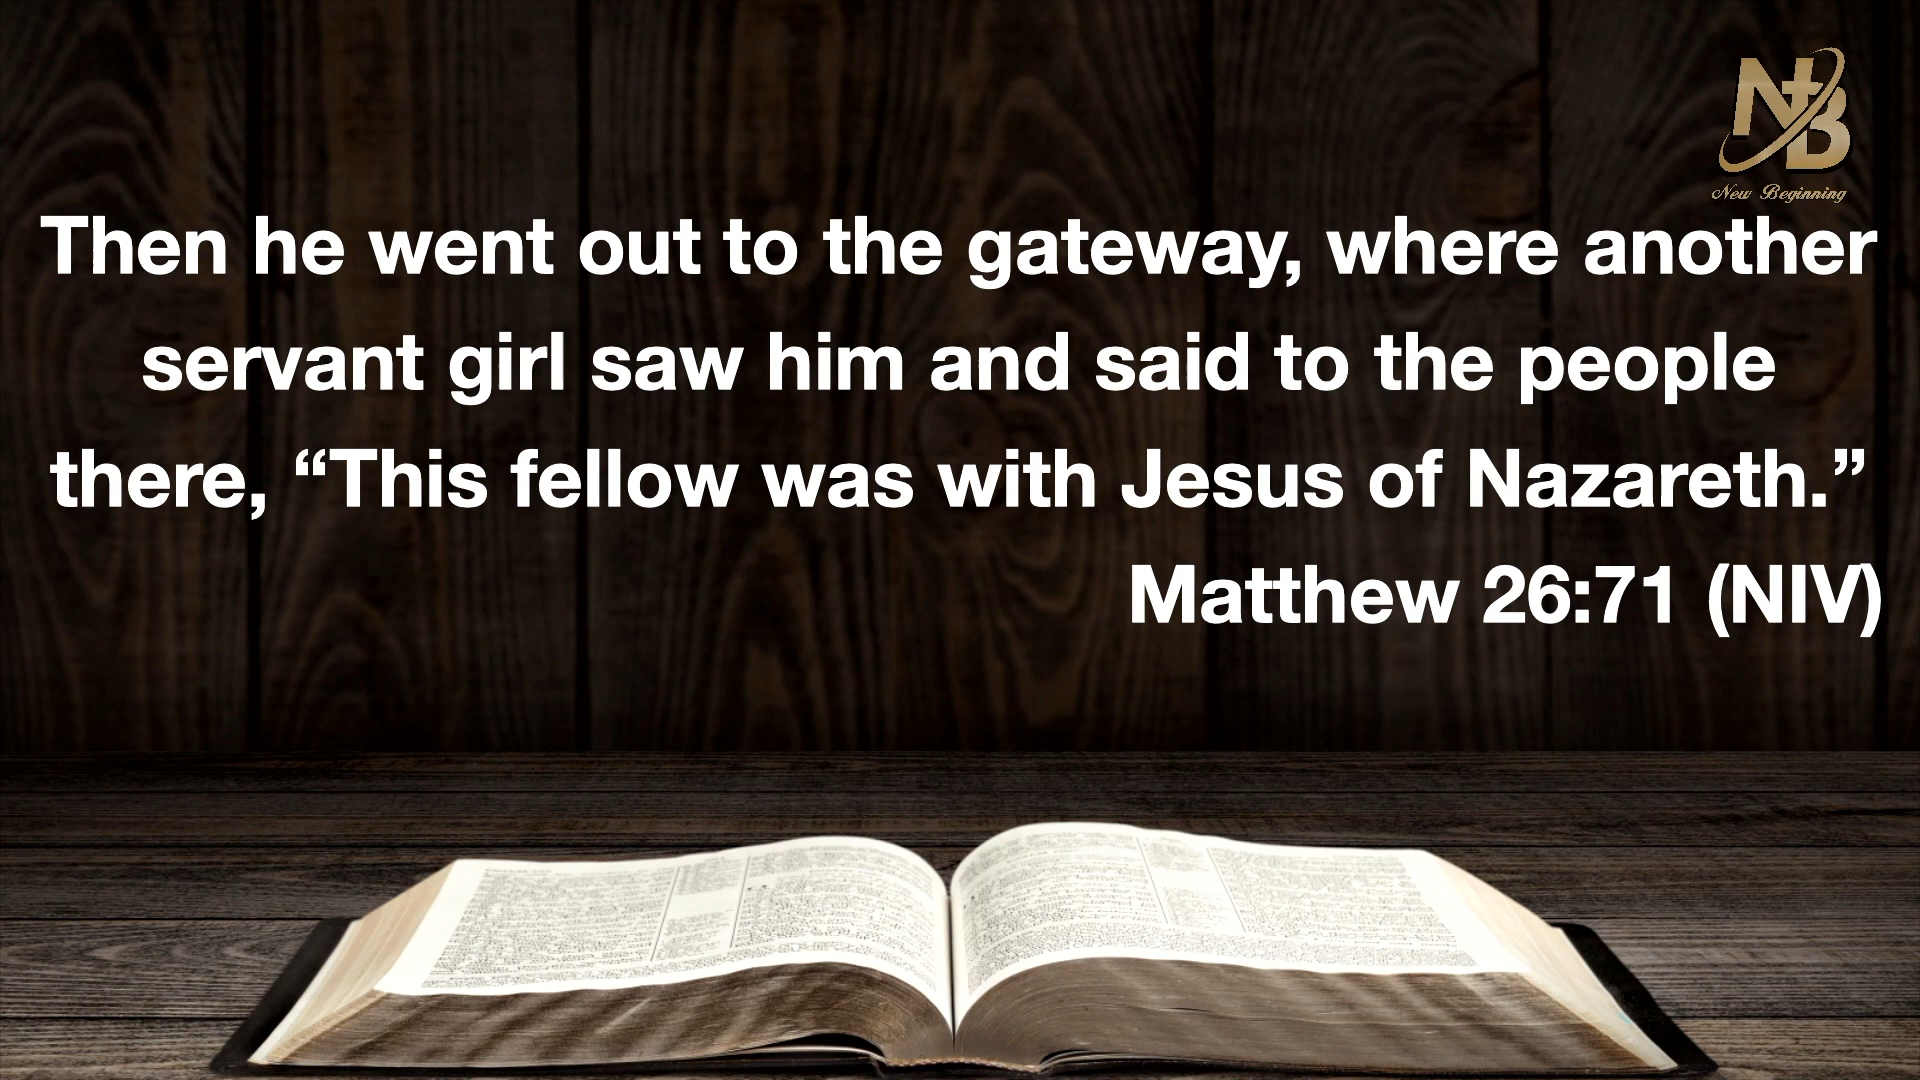 NB
New Beginning
Then he went out to the gateway, where another
servant girl saw him and said to the people
there, “This fellow was with Jesus of Nazareth.”
Matthew 26:71 (NIV)